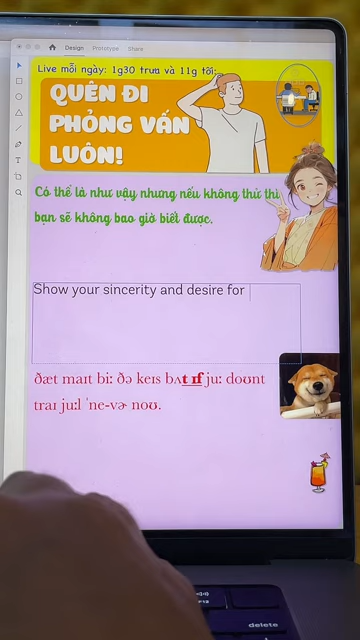 Design Prototype Share
Live mỗi ngày: 1g30 trưa và 11g tối:
QUÊN ĐI
PHỎNG VẤN
LUÔN!
Có thể là như vậy nhưng nếu không thử thì
bạn sẽ không bao giờ biết được.
Show your sincerity and desire for
ðæt maɪt biː ðə keɪs bʌt ɪf juː doʊnt
traɪ juːl ˈne-vɚ noʊ.
delete